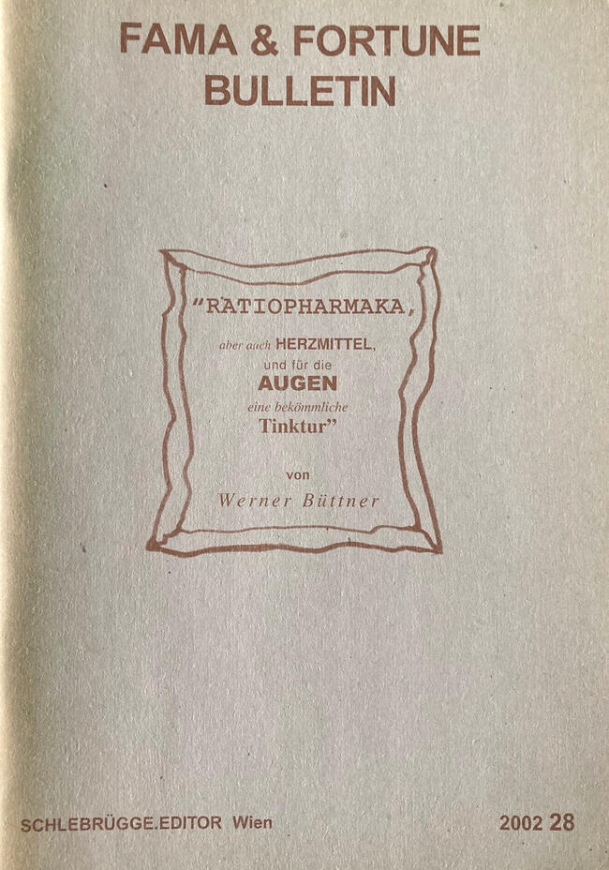 FAMA & FORTUNE
BULLETIN
"RATIOPHARMAKA,
aber auch HERZMITTEL,
und für die
AUGEN
eine bekömmliche
Tinktur”
von
Werner Büttner
SCHLEBRÜGGE.EDITOR Wien
2002 28